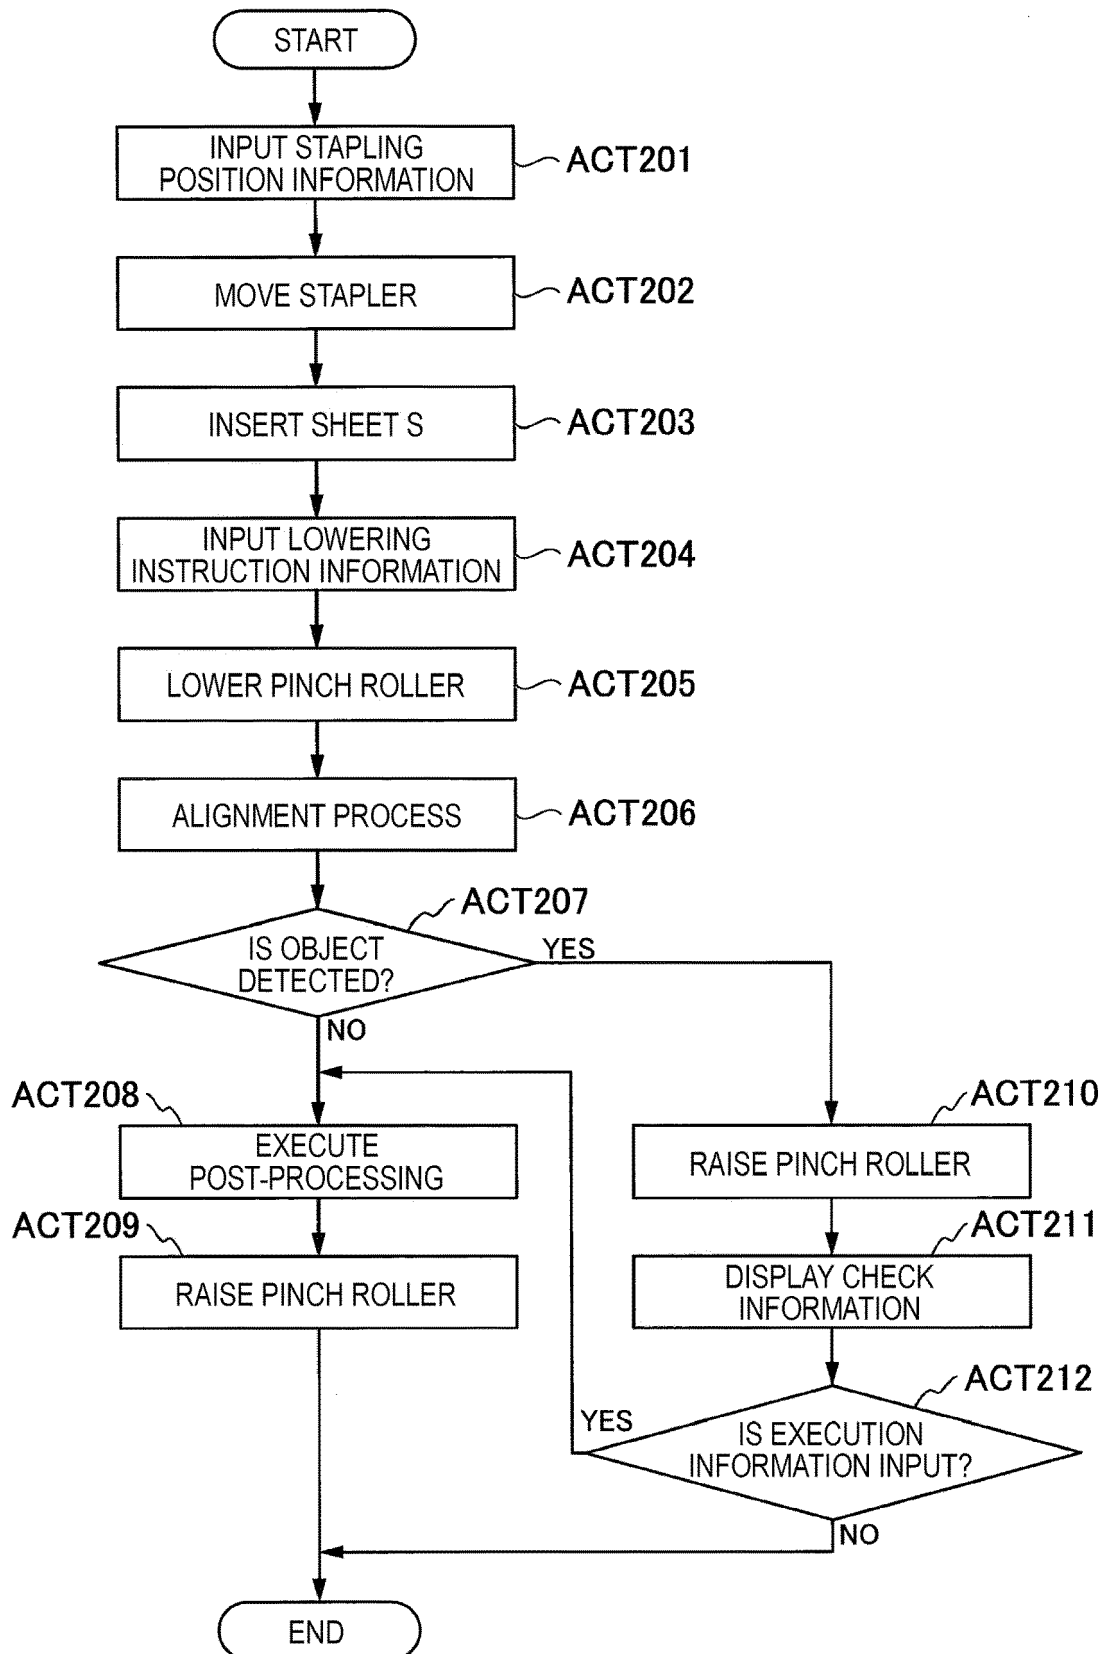 START
INPUT STAPLING
POSITION INFORMATION
ACT201
MOVE STAPLER
ACT202
INSERT SHEET S
ACT203
INPUT LOWERING
INSTRUCTION INFORMATION
ACT204
LOWER PINCH ROLLER
ACT205
ALIGNMENT PROCESS
ACT206
ACT207
IS OBJECT
DETECTED?
YES
NO
ACT208
EXECUTE
POST-PROCESSING
ACT209
RAISE PINCH ROLLER
ACT210
RAISE PINCH ROLLER
ACT211
DISPLAY CHECK
INFORMATION
ACT212
IS EXECUTION
INFORMATION INPUT?
YES
NO
END